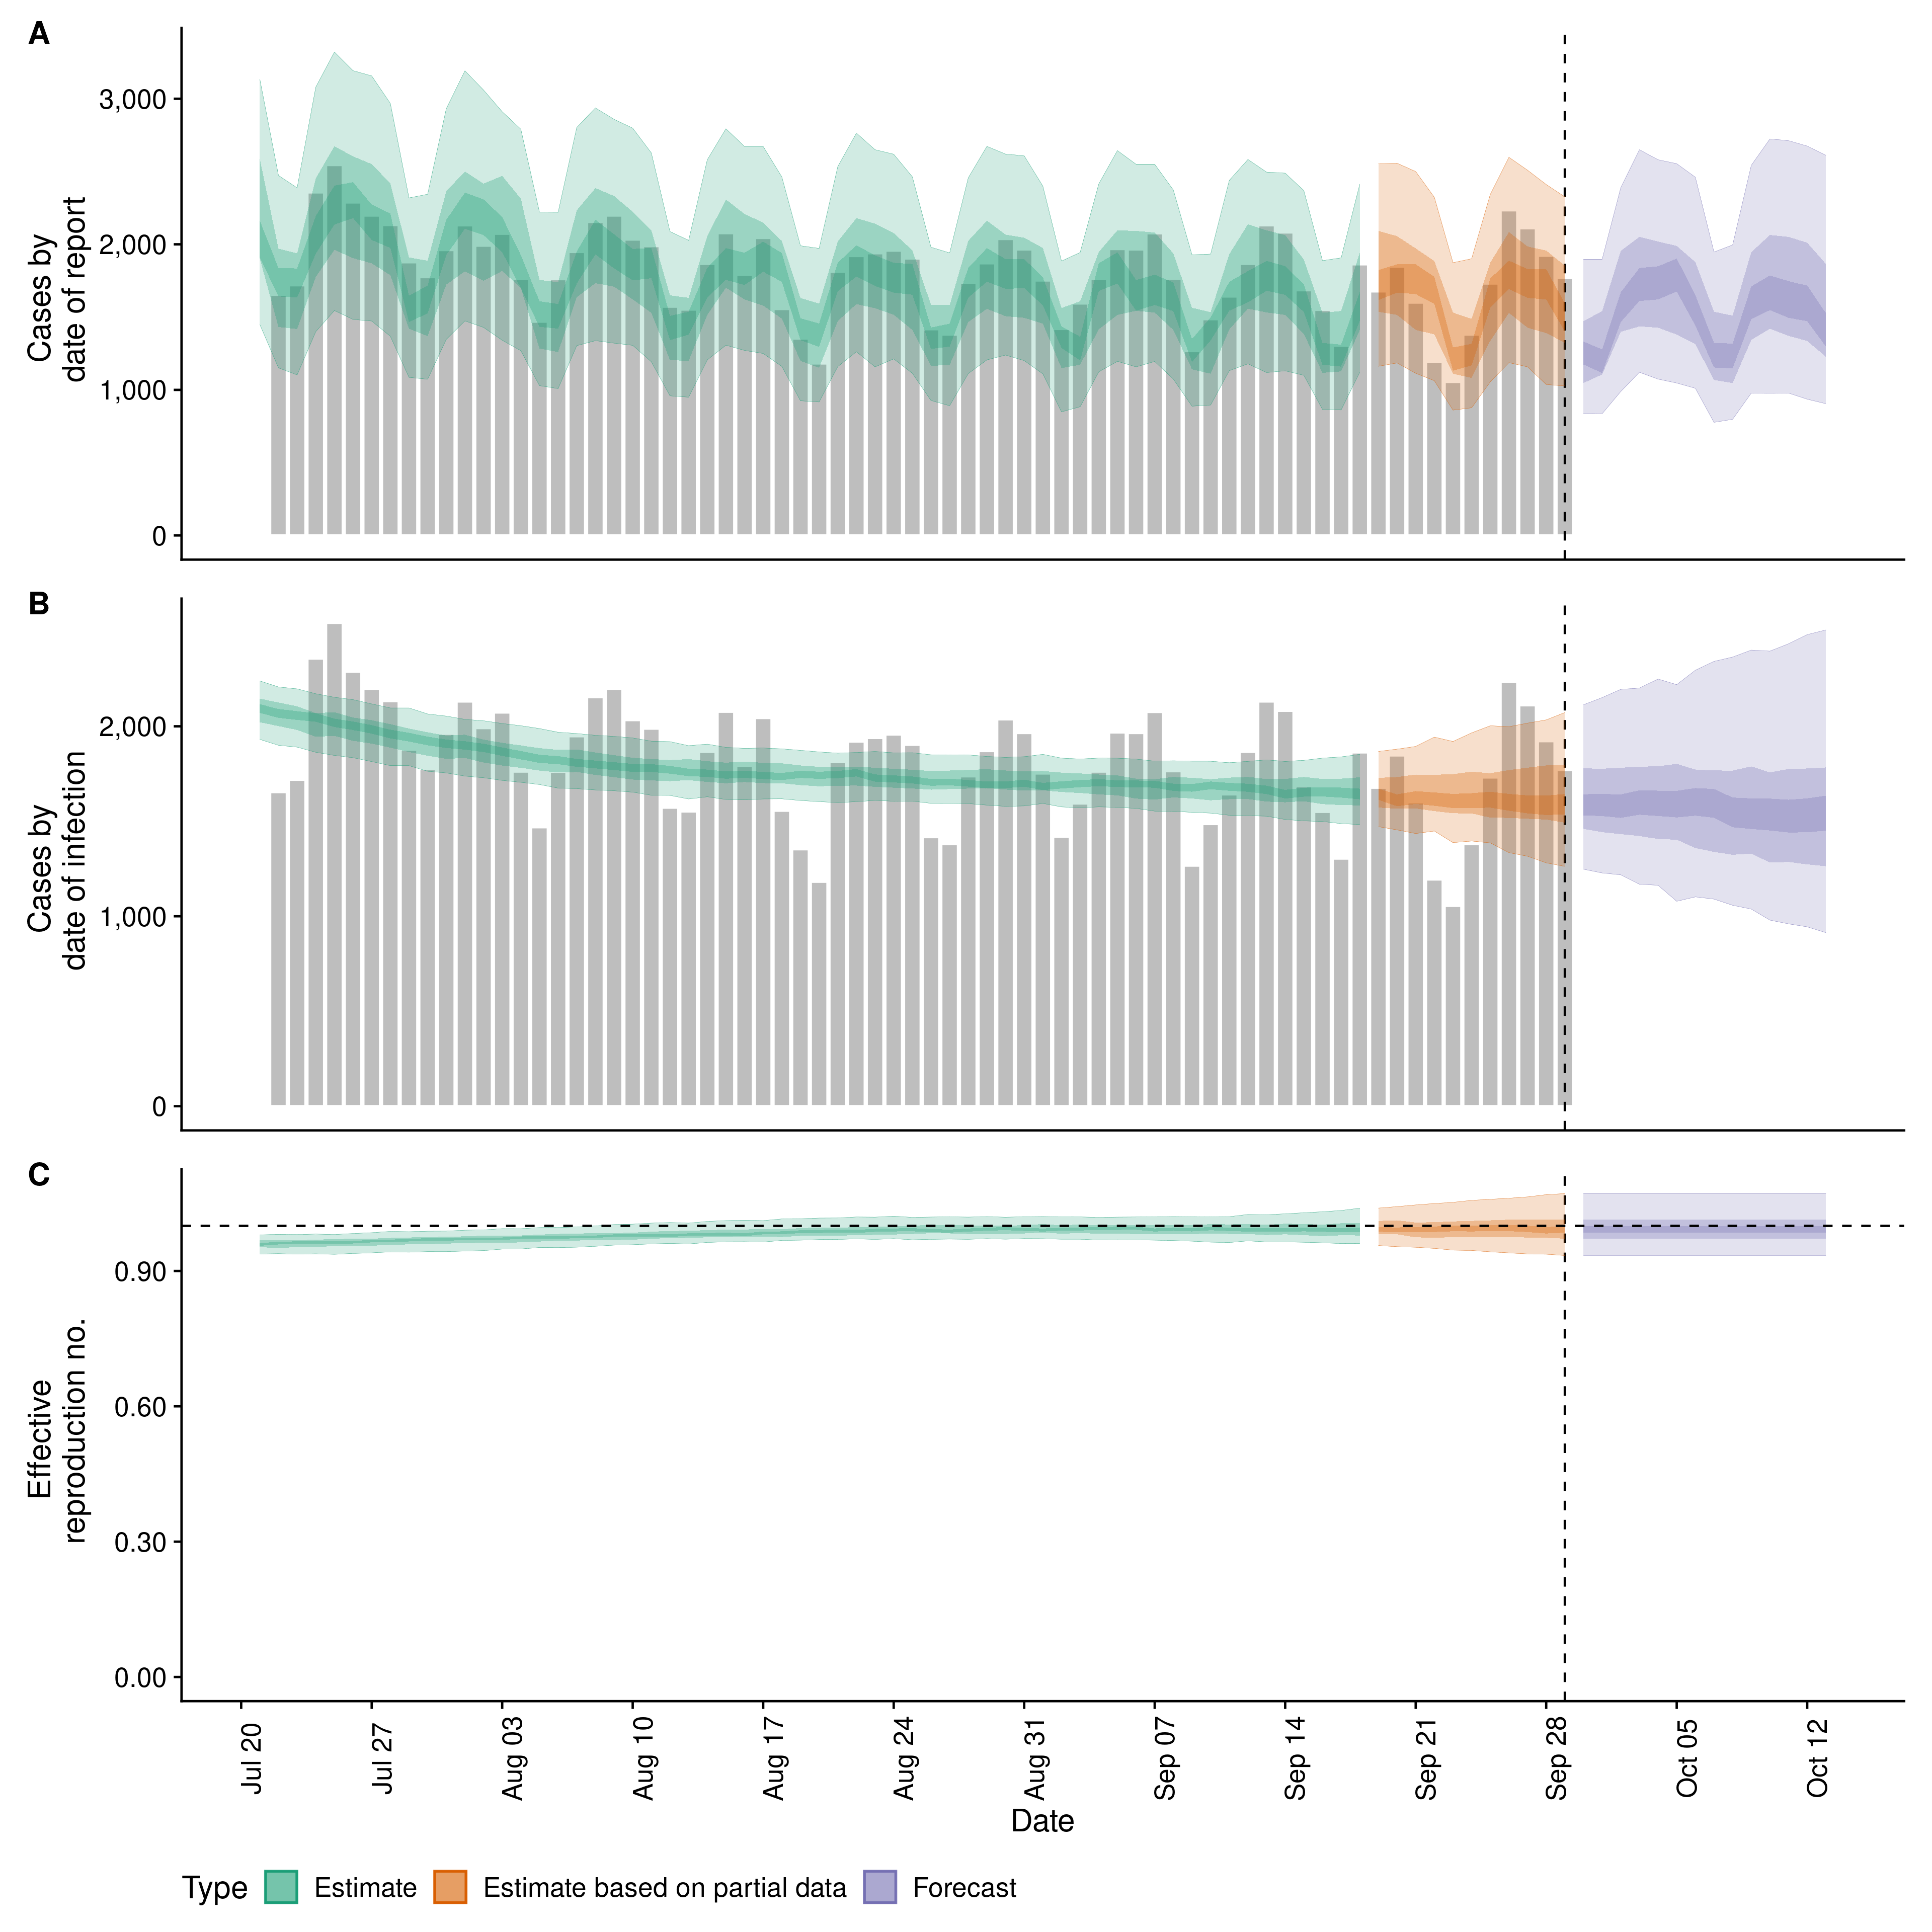 A
Cases by
date of report
3,000
2,000
1,000
0
B
Cases by
date of infection
2,000
1,000
0
C
Effective
reproduction no.
0.90
0.60
0.30
0.00
Jul 20
Jul 27
Aug 03
Aug 10
Aug 17
Aug 24
Aug 31
Sep 07
Sep 14
Sep 21
Sep 28
Oct 05
Oct 12
Date
Type Estimate Estimate based on partial data Forecast